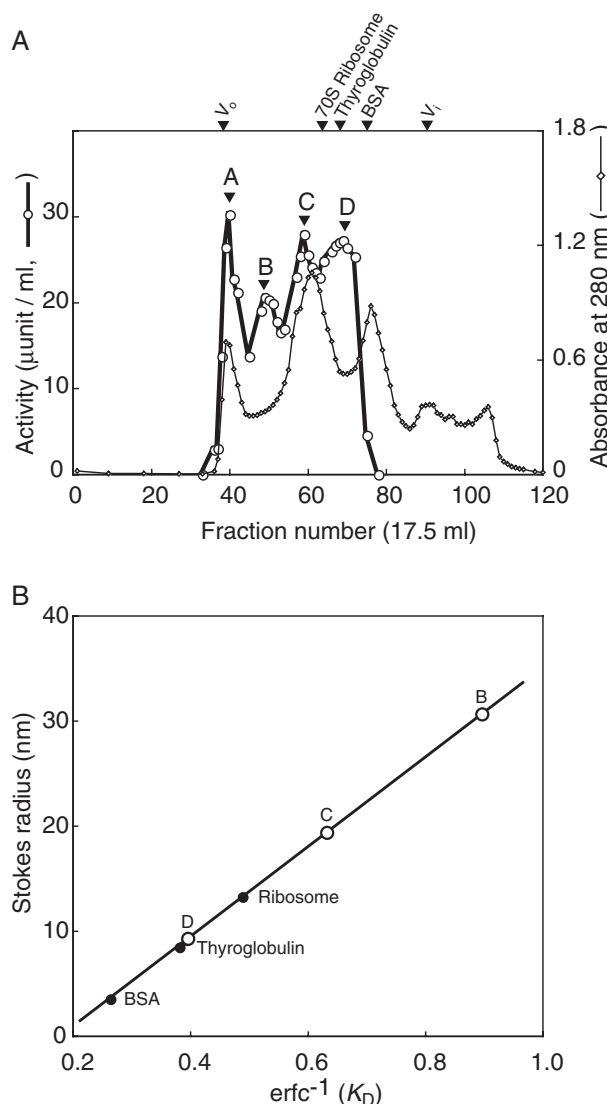 A
Vo
70S Ribosome
Thyroglobulin
BSA
Vi
Activity (µunit / ml, )
Absorbance at 280 nm ( )
30
20
10
0
1.8
1.2
0.6
0
A
B
C
D
0 20 40 60 80 100 120
Fraction number (17.5 ml)
B
Stokes radius (nm)
40
30
20
10
0
B
C
D
Ribosome
Thyroglobulin
BSA
0.2 0.4 0.6 0.8 1.0
erfc-1 (KD)